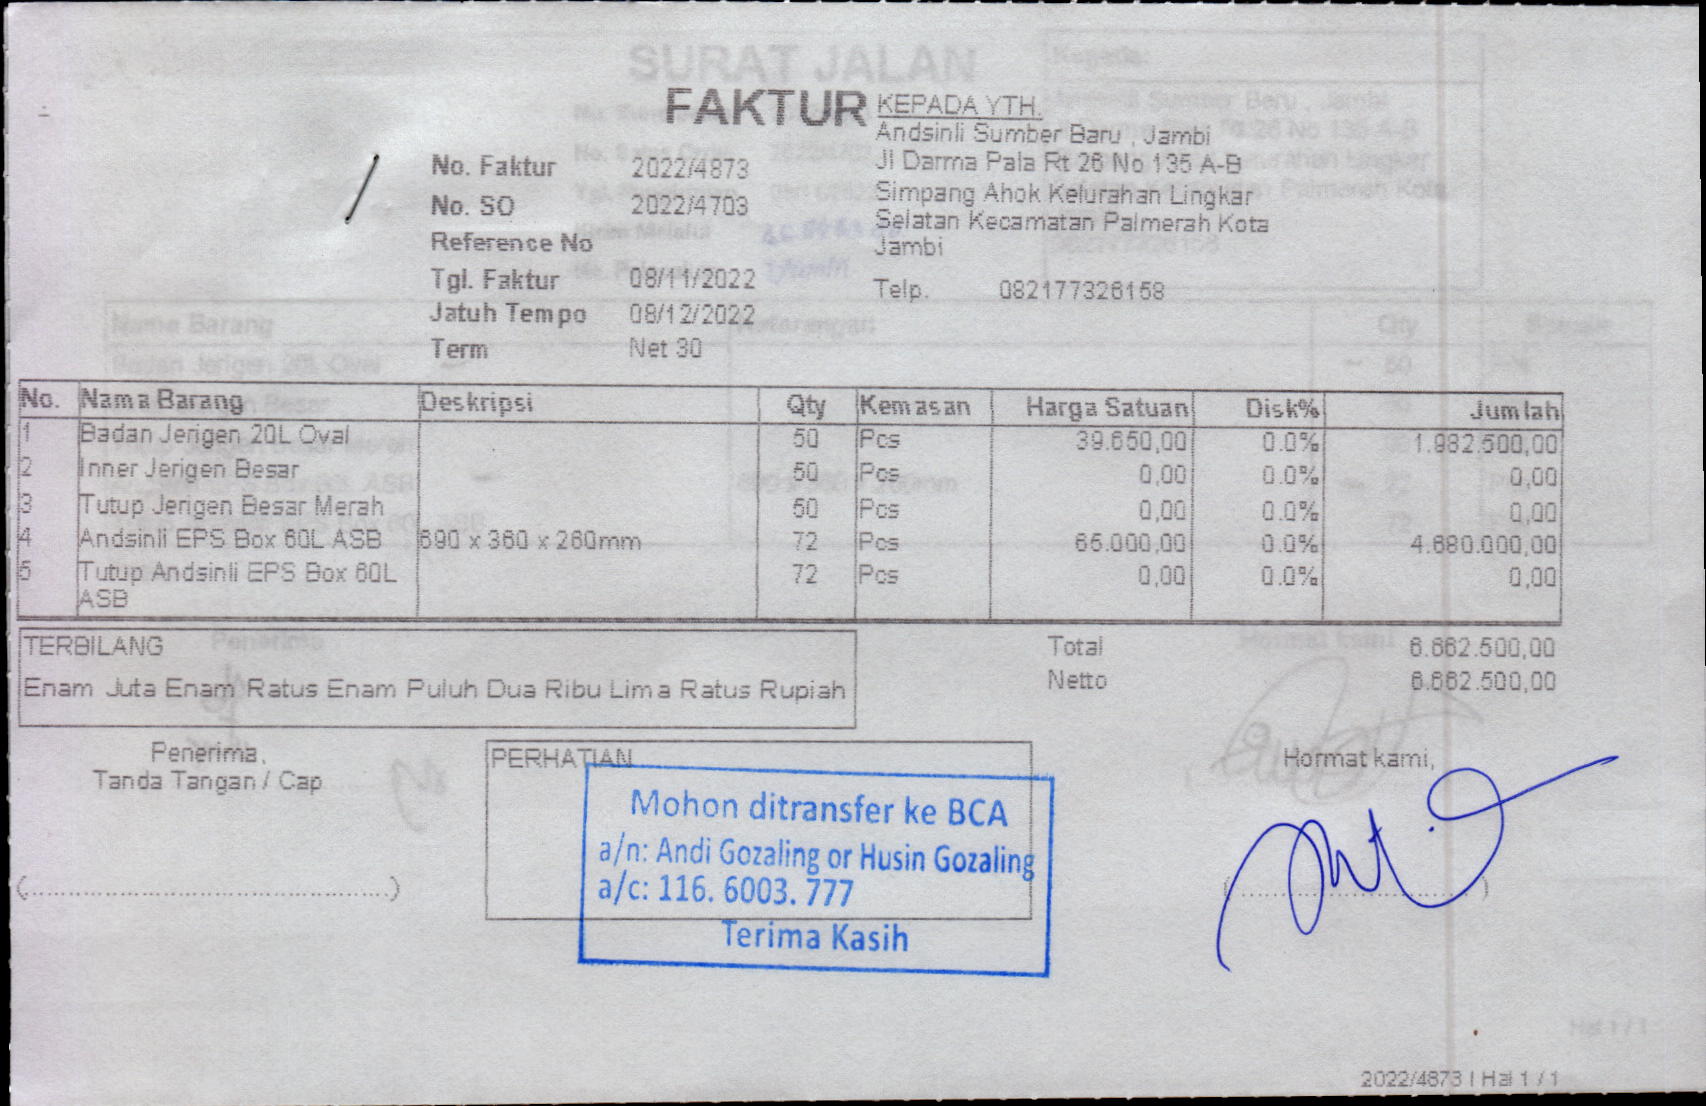 SURAT JALAN
FAKTUR
KEPADA YTH.
Andsinli Sumber Baru , Jambi
Jl Darma Pala Rt 26 No 135 A-B
Simpang Ahok Kelurahan Lingkar
Selatan Kecamatan Palmerah Kota
Jambi
Telp. 082177326158
No. Faktur 2022/4873
No. SO 2022/4703
Reference No
Tgl. Faktur 08/11/2022
Jatuh Tempo 08/12/2022
Term Net 30
No. Nama Barang Deskripsi Qty Kemasan Harga Satuan Disk% Jumlah
1 Badan Jerigen 20L Oval 50 Pcs 39.650,00 0.0% 1.982.500,00
2 Inner Jerigen Besar 50 Pcs 0,00 0.0% 0,00
3 Tutup Jerigen Besar Merah 50 Pcs 0,00 0.0% 0,00
4 Andsinli EPS Box 60L ASB 690 x 360 x 260mm 72 Pcs 65.000,00 0.0% 4.680.000,00
5 Tutup Andsinli EPS Box 60L 72 Pcs 0,00 0.0% 0,00
ASB
TERBILANG
Enam Juta Enam Ratus Enam Puluh Dua Ribu Lima Ratus Rupiah
Total 6.662.500,00
Netto 6.662.500,00
Penerima,
Tanda Tangan / Cap
PERHATIAN
Mohon ditransfer ke BCA
a/n: Andi Gozaling or Husin Gozaling
a/c: 116. 6003. 777
Terima Kasih
Hormat kami,
2022/4873 | Hal 1 / 1